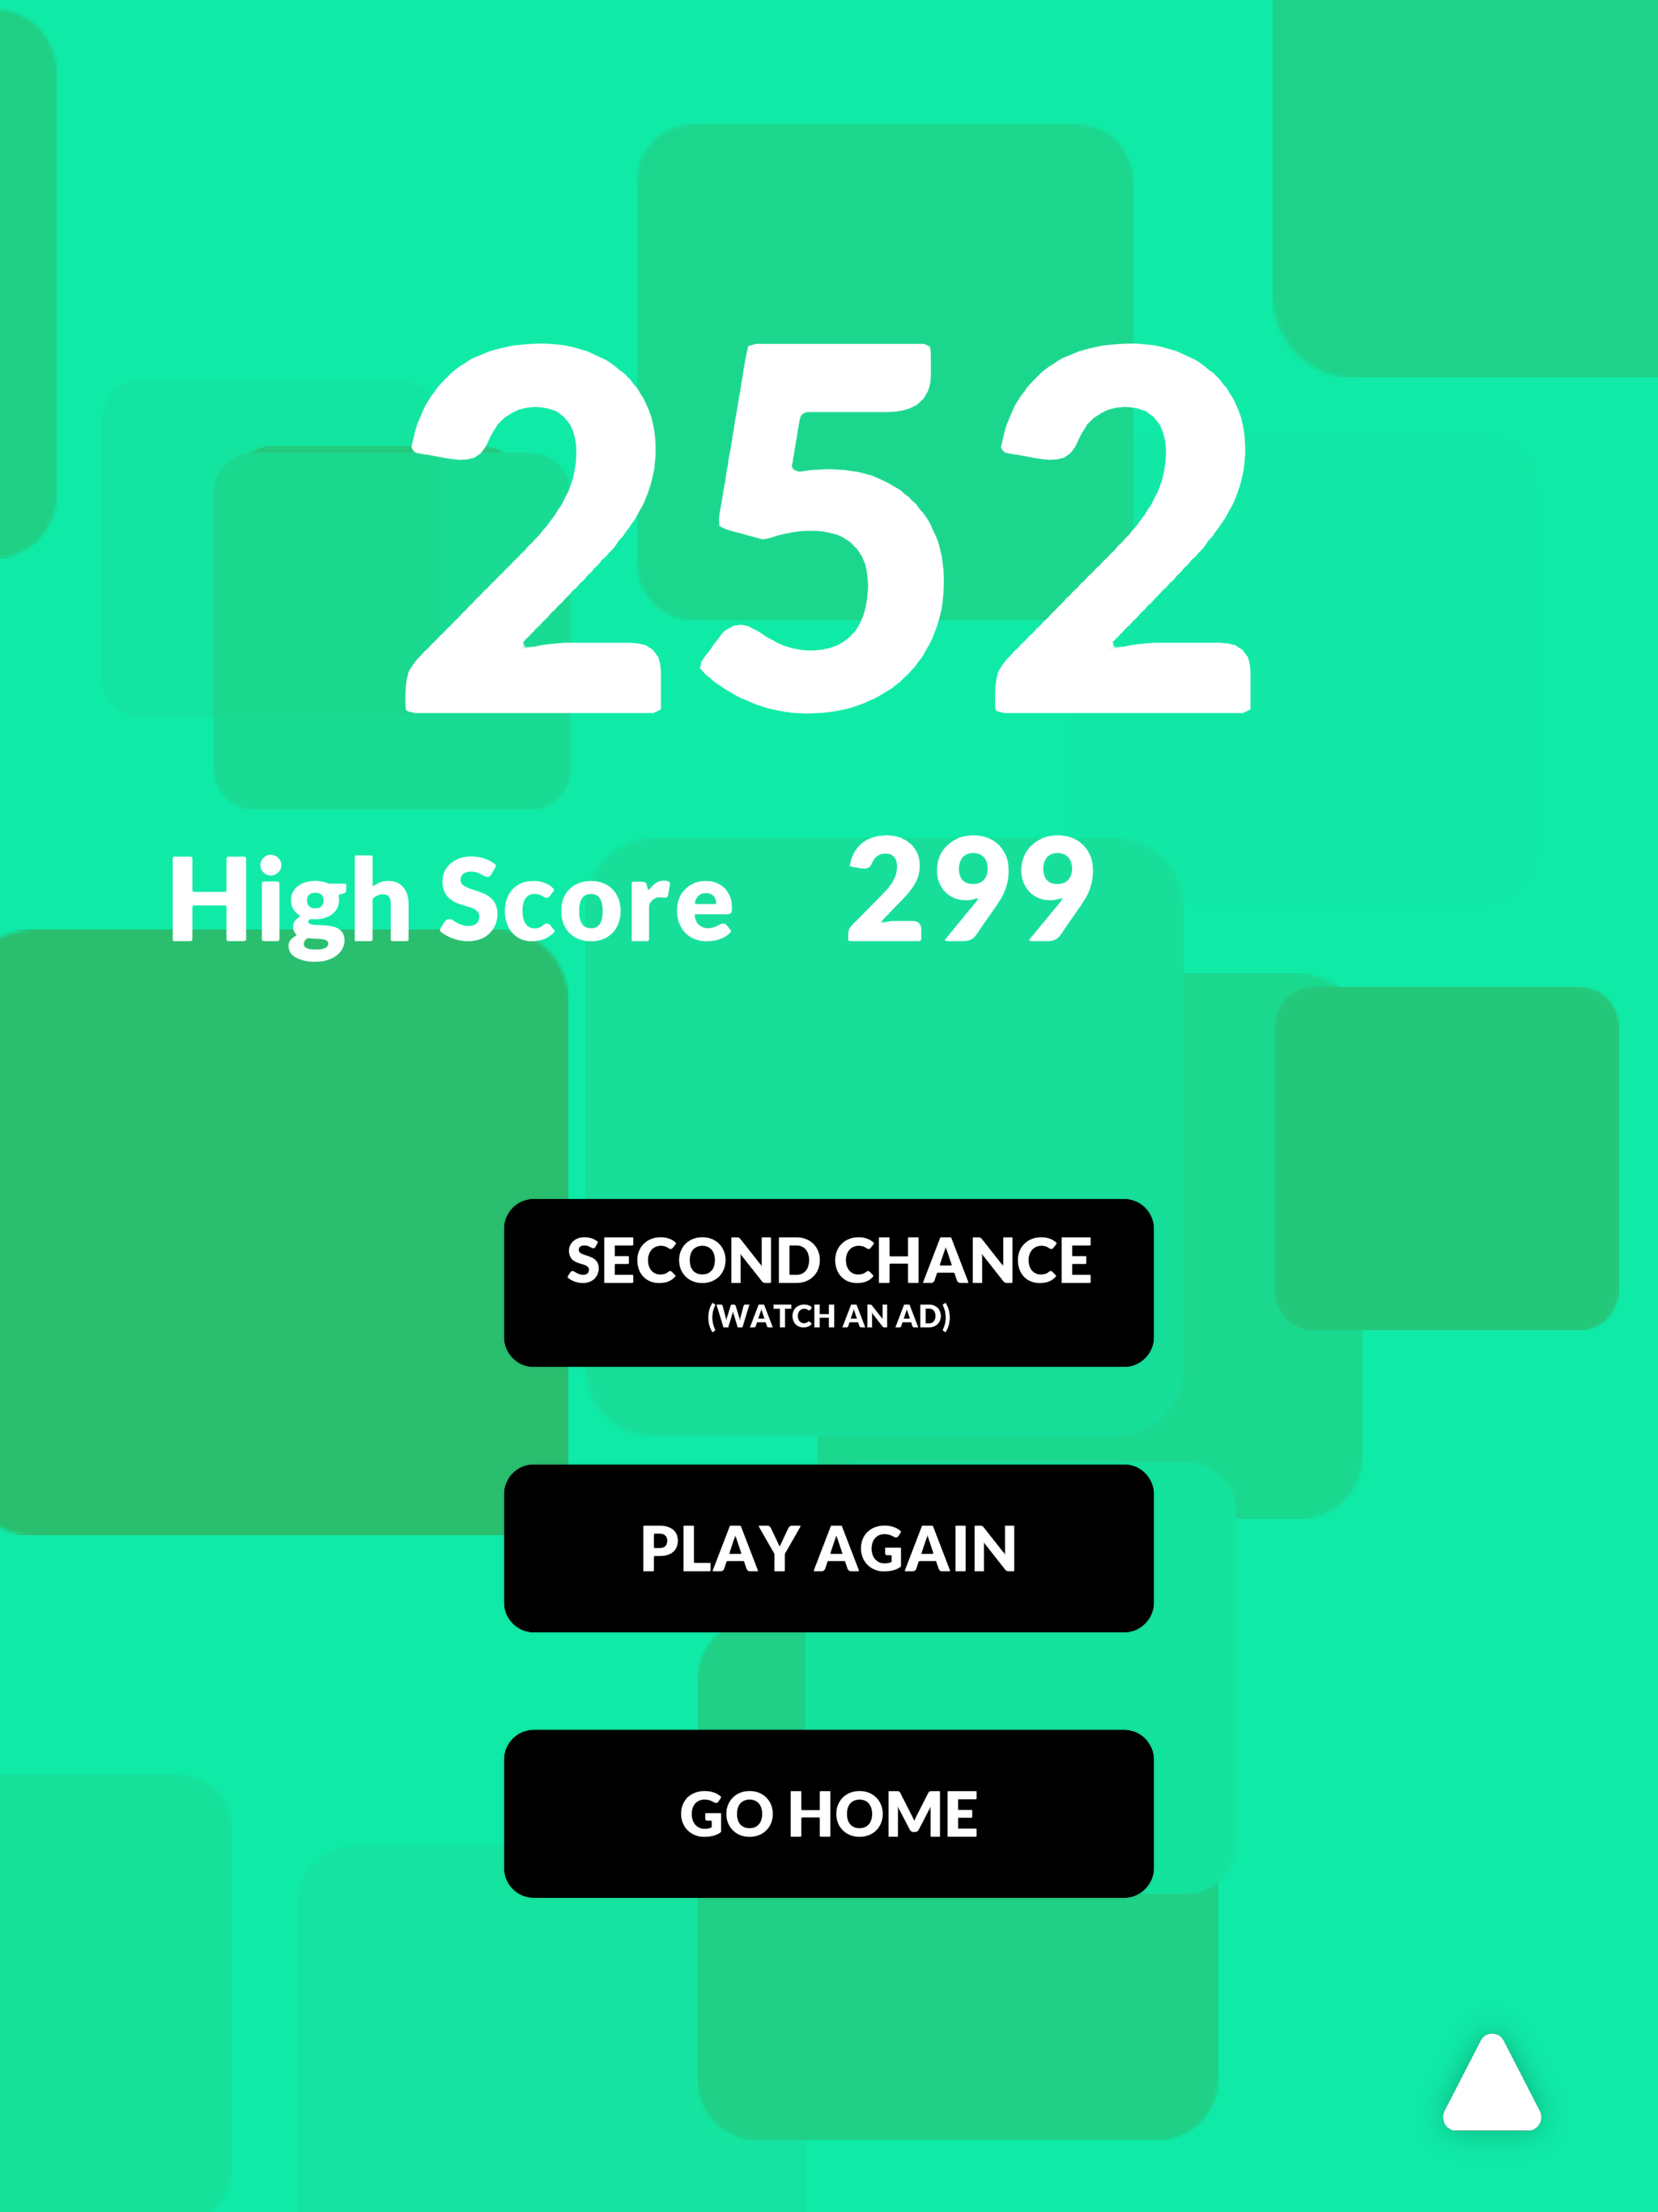 252
High Score 299
SECOND CHANCE
(WATCH AN AD)
PLAY AGAIN
GO HOME